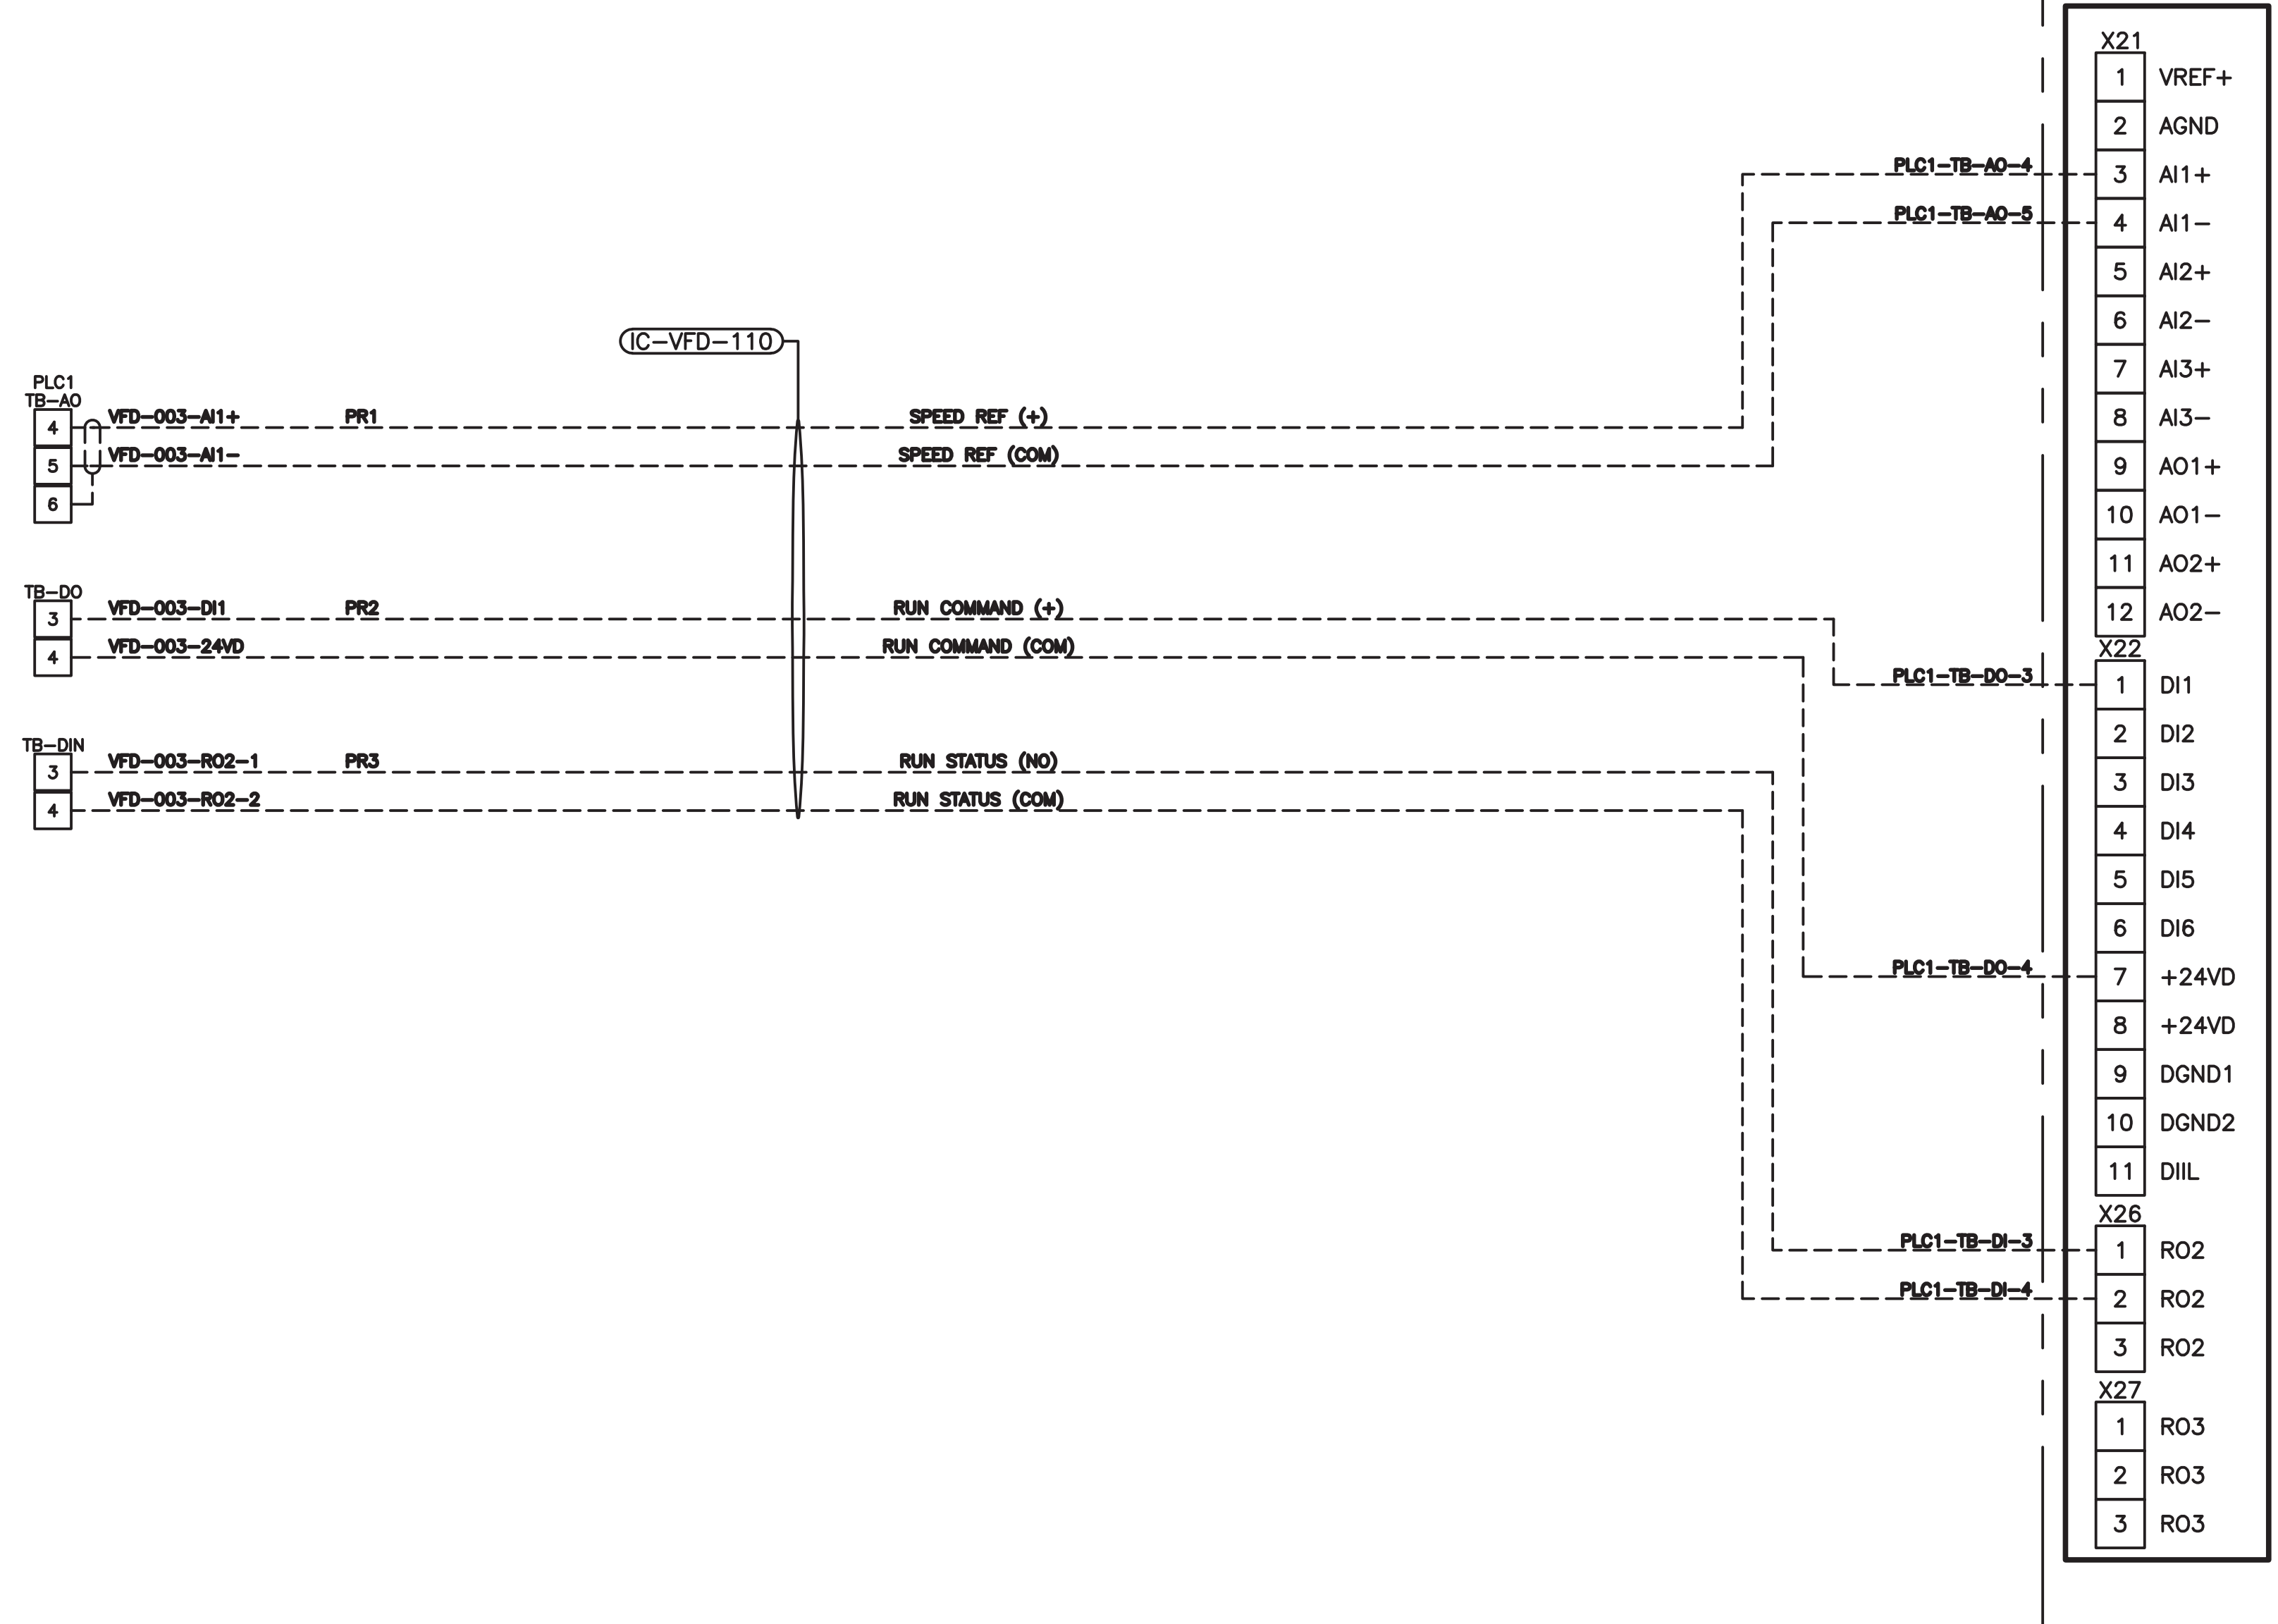 IC-VFD-110
PLC1
TB-AO
4 VFD-003-AI1+ PR1 SPEED REF (+)
5 VFD-003-AI1- SPEED REF (COM)
6
TB-DO
3 VFD-003-DI1 PR2 RUN COMMAND (+)
4 VFD-003-24VD RUN COMMAND (COM)
TB-DIN
3 VFD-003-RO2-1 PR3 RUN STATUS (NO)
4 VFD-003-RO2-2 RUN STATUS (COM)
X21
1 VREF+
2 AGND
PLC1-TB-AO-4 3 AI1+
PLC1-TB-AO-5 4 AI1-
5 AI2+
6 AI2-
7 AI3+
8 AI3-
9 AO1+
10 AO1-
11 AO2+
12 AO2-
X22
PLC1-TB-DO-3 1 DI1
2 DI2
3 DI3
4 DI4
5 DI5
6 DI6
PLC1-TB-DO-4 7 +24VD
8 +24VD
9 DGND1
10 DGND2
11 DIIL
X26
PLC1-TB-DI-3 1 RO2
PLC1-TB-DI-4 2 RO2
3 RO2
X27
1 RO3
2 RO3
3 RO3